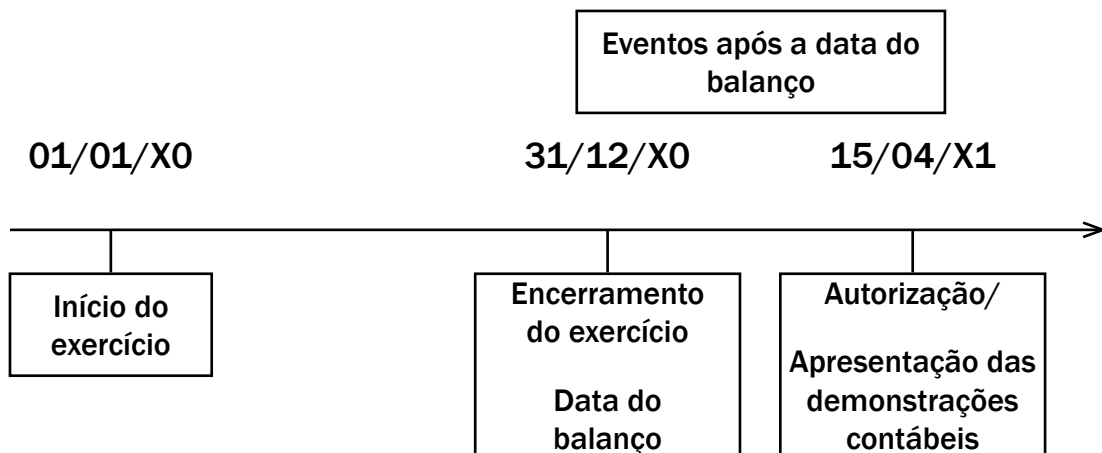 Eventos após a data do
balanço
01/01/X0
31/12/X0
15/04/X1
Início do
exercício
Encerramento
do exercício
Data do
balanço
Autorização/
Apresentação das
demonstrações
contábeis